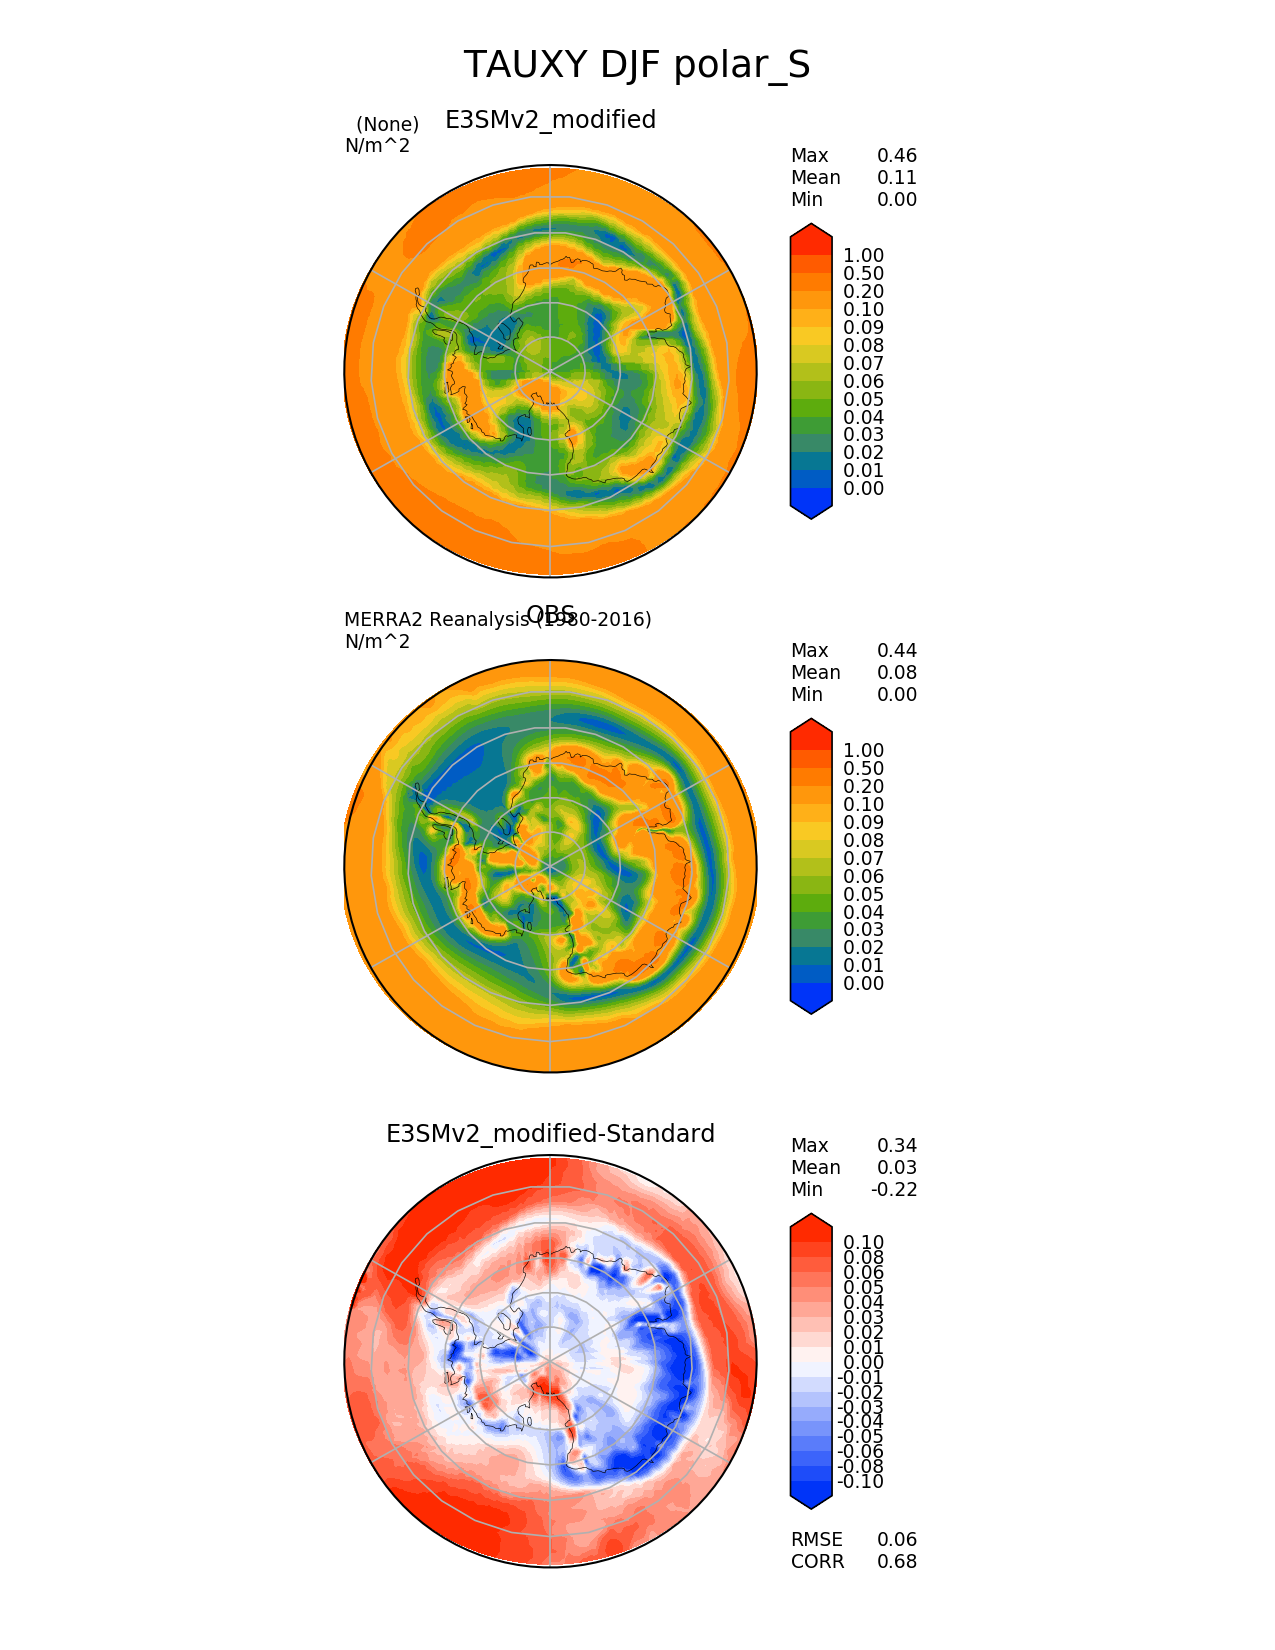 TAUXY DJF polar_S
E3SMv2_modified
(None)
N/m^2
Max 0.46
Mean 0.11
Min 0.00
1.00
0.50
0.20
0.10
0.09
0.08
0.07
0.06
0.05
0.04
0.03
0.02
0.01
0.00
OBS
MERRA2 Reanalysis (1980-2016)
N/m^2
Max 0.44
Mean 0.08
Min 0.00
1.00
0.50
0.20
0.10
0.09
0.08
0.07
0.06
0.05
0.04
0.03
0.02
0.01
0.00
E3SMv2_modified-Standard
Max 0.34
Mean 0.03
Min -0.22
0.10
0.08
0.06
0.05
0.04
0.03
0.02
0.01
0.00
-0.01
-0.02
-0.03
-0.04
-0.05
-0.06
-0.08
-0.10
RMSE 0.06
CORR 0.68